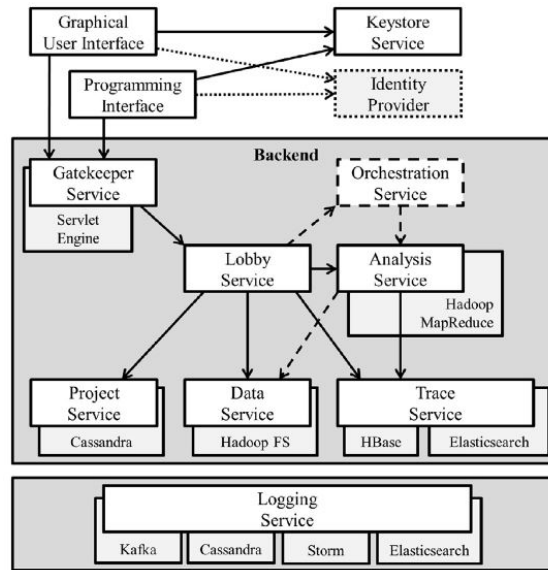 Graphical
User Interface
Keystore
Service
Programming
Interface
Identity
Provider
Backend
Gatekeeper
Service
Servlet
Engine
Orchestration
Service
Lobby
Service
Analysis
Service
Hadoop
MapReduce
Project
Service
Cassandra
Data
Service
Hadoop FS
Trace
Service
HBase
Elasticsearch
Logging
Service
Kafka
Cassandra
Storm
Elasticsearch